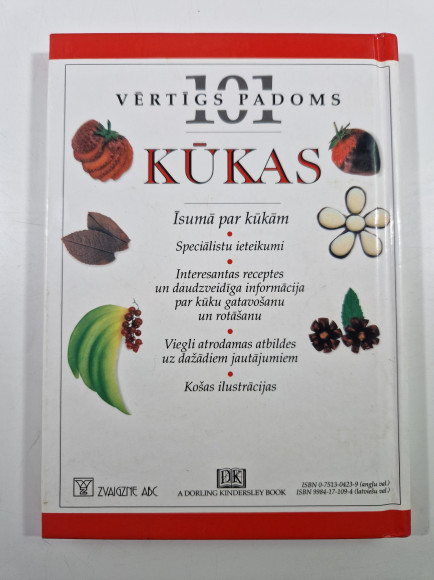 101
VĒRTĪGS PADOMS
KŪKAS
Īsumā par kūkām
Speciālistu ieteikumi
Interesantas receptes
un daudzveidīga informācija
par kūku gatavošanu
un rotāšanu
Viegli atrodamas atbildes
uz dažādiem jautājumiem
Košas ilustrācijas
ZVAIGZNE ABC
DK
A DORLING KINDERSLEY BOOK
ISBN 0-7513-0423-9 (angļu val.)
ISBN 9984-17-109-4 (latviešu val.)